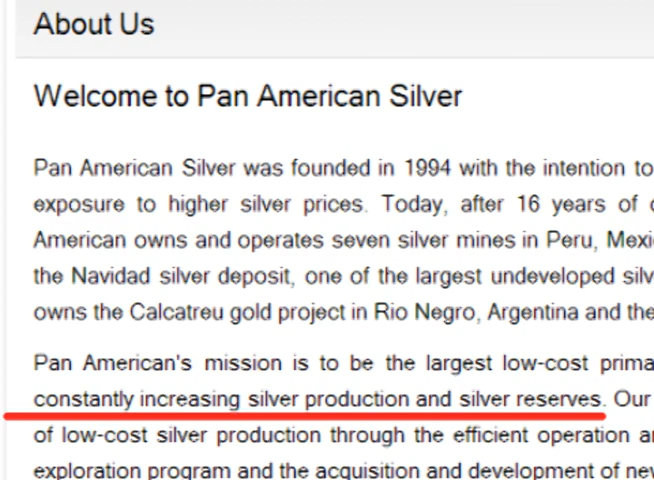 About Us
Welcome to Pan American Silver
Pan American Silver was founded in 1994 with the intention to
exposure to higher silver prices. Today, after 16 years of
American owns and operates seven silver mines in Peru, Mexi
the Navidad silver deposit, one of the largest undeveloped silv
owns the Calcatreu gold project in Rio Negro, Argentina and the
Pan American's mission is to be the largest low-cost prima
constantly increasing silver production and silver reserves. Our
of low-cost silver production through the efficient operation a
exploration program and the acquisition and development of ne